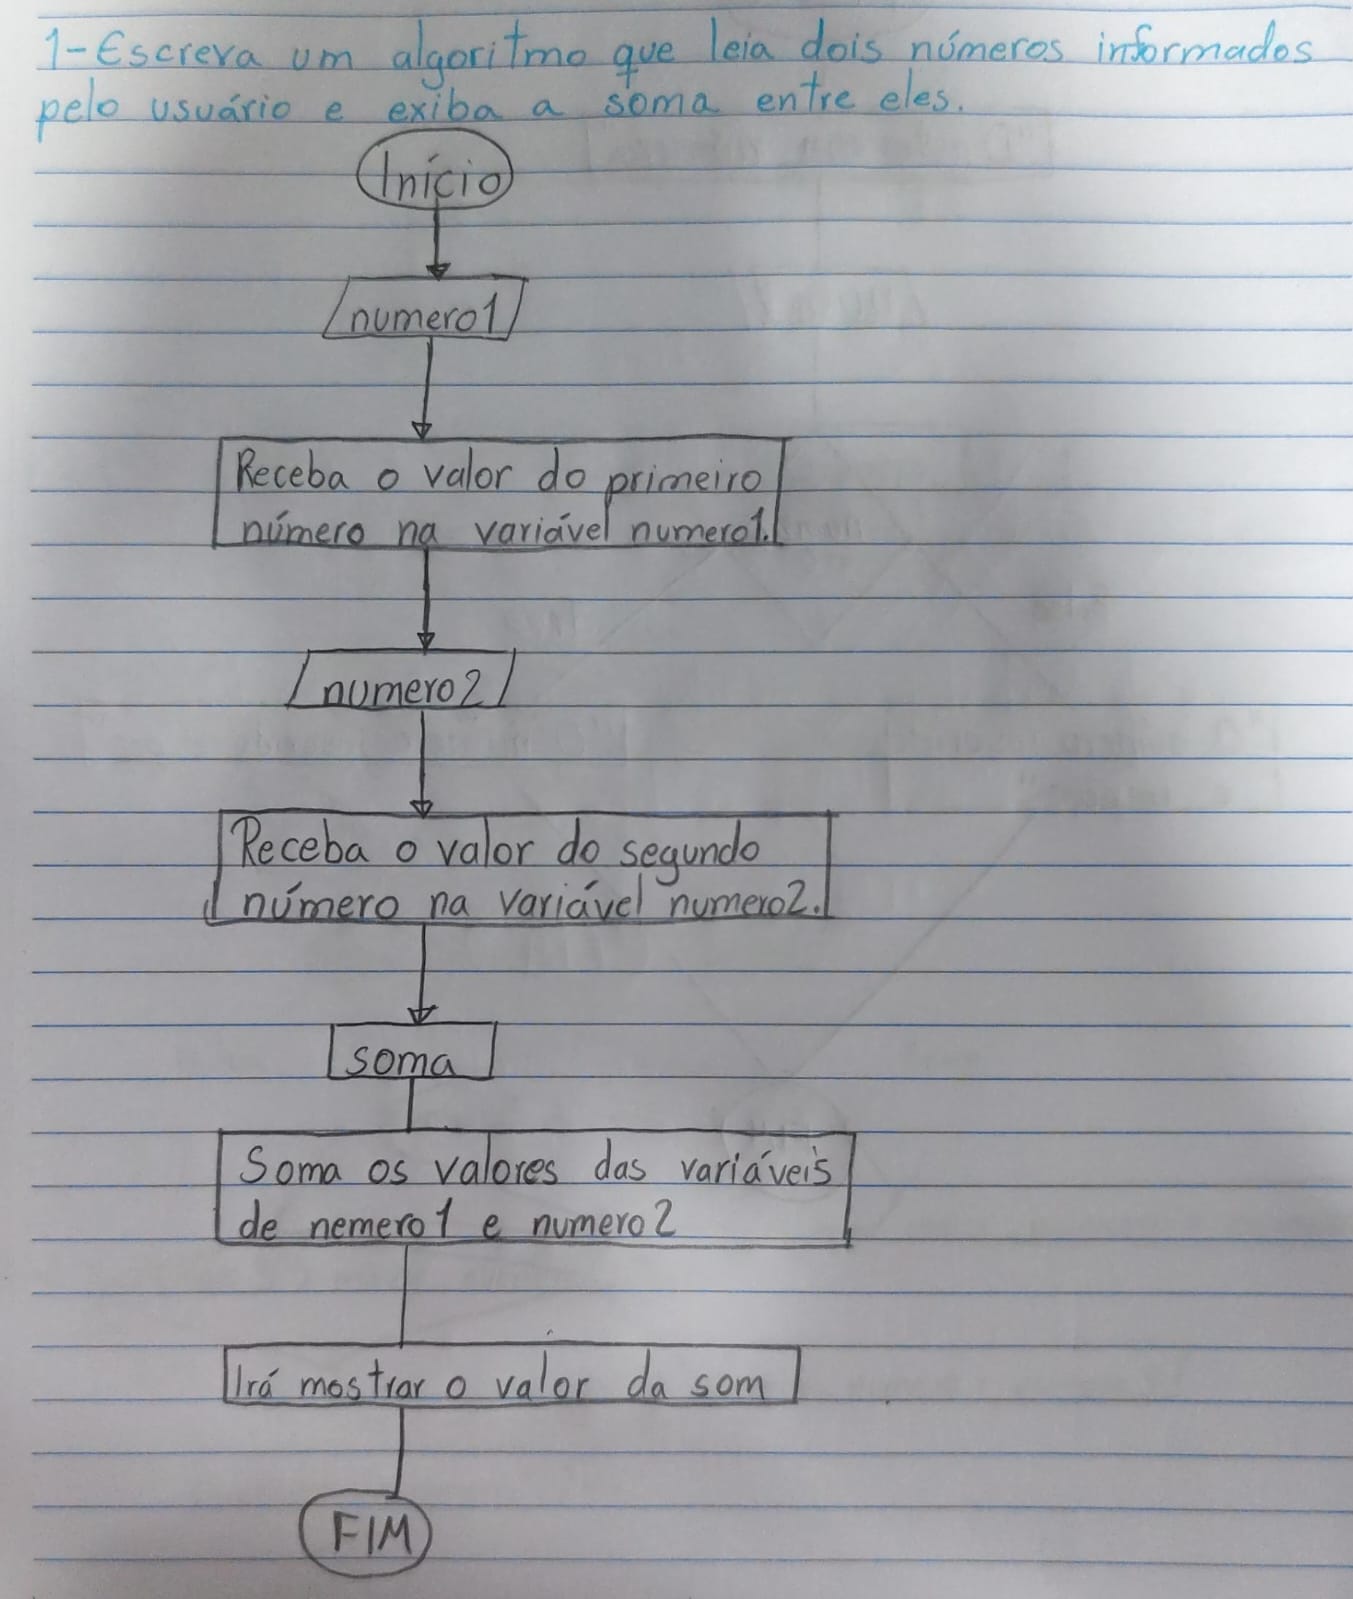 1-Escreva um algoritmo que leia dois números informados
pelo usuário e exiba a soma entre eles.
Início
numero1
Receba o valor do primeiro
número na variável numero1.
numero2
Receba o valor do segundo
número na variável numero2.
soma
Soma os valores das variáveis
de nemero1 e numero2
Irá mostrar o valor da som
FIM